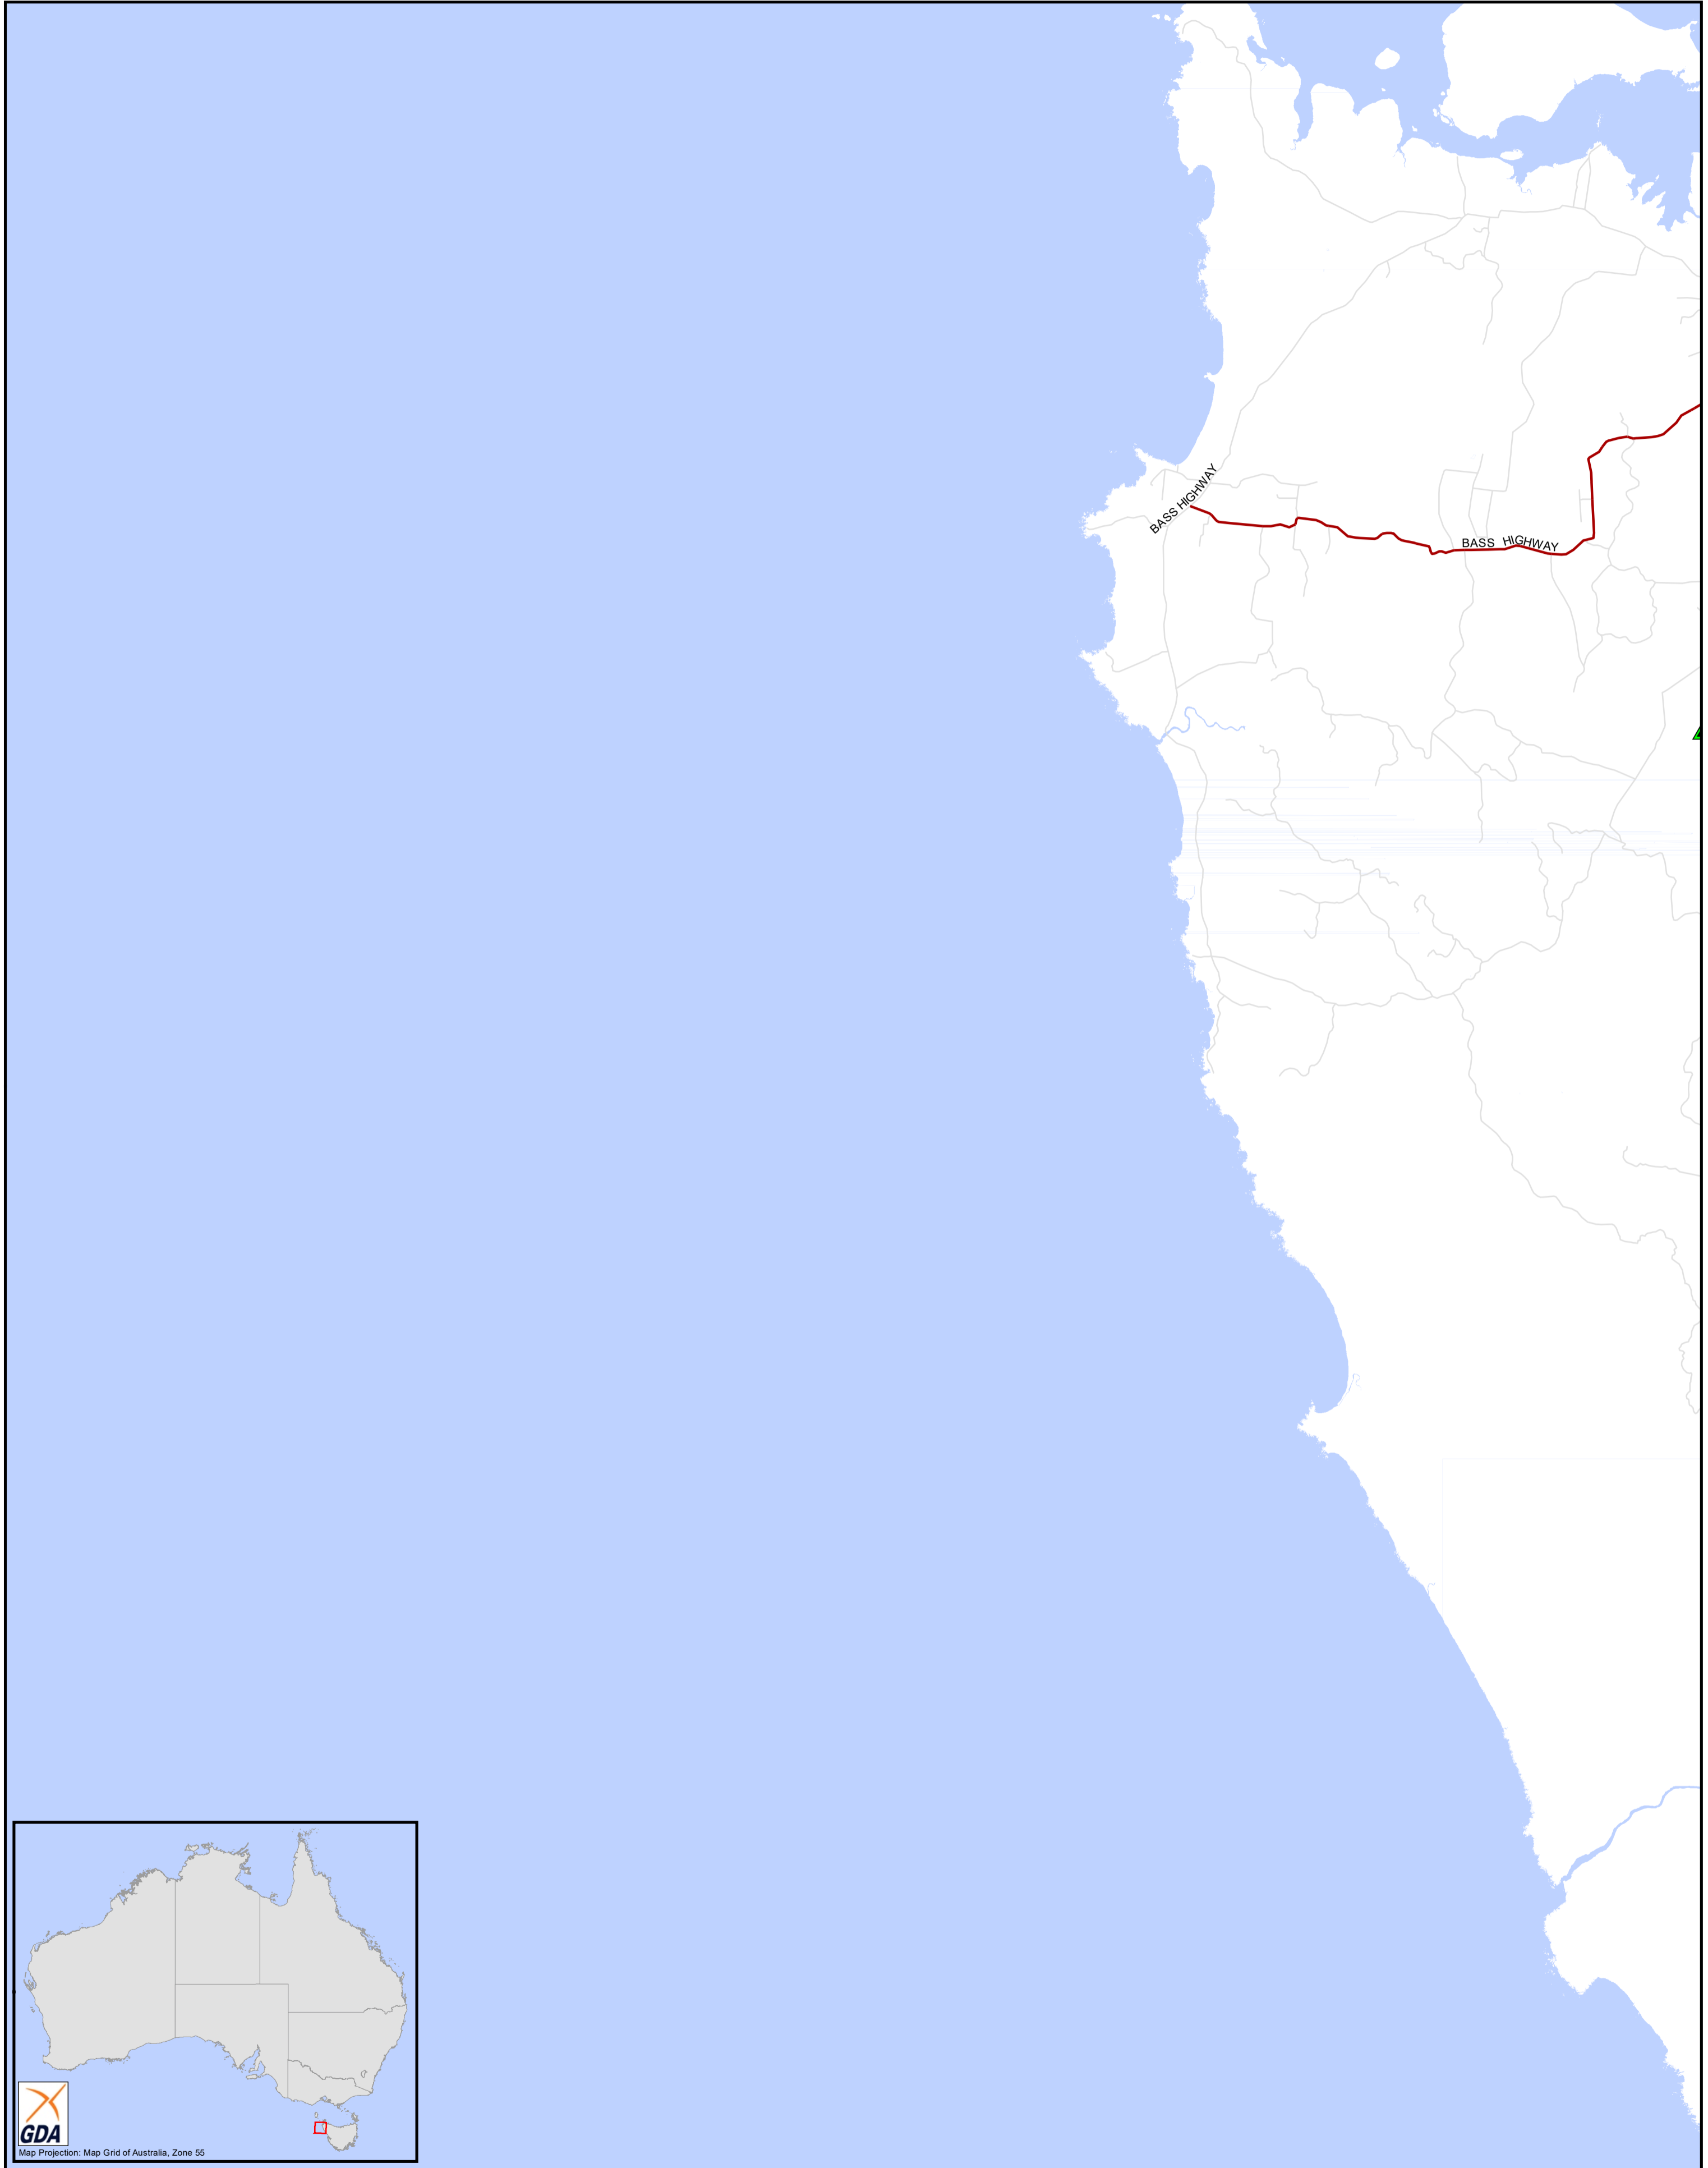 BASS HIGHWAY
BASS HIGHWAY
GDA
Map Projection: Map Grid of Australia, Zone 55